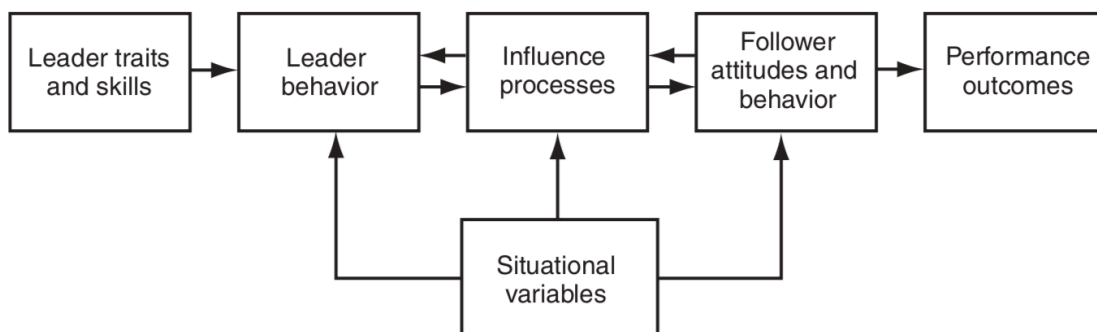 Leader traits
and skills
Leader
behavior
Influence
processes
Follower
attitudes and
behavior
Performance
outcomes
Situational
variables